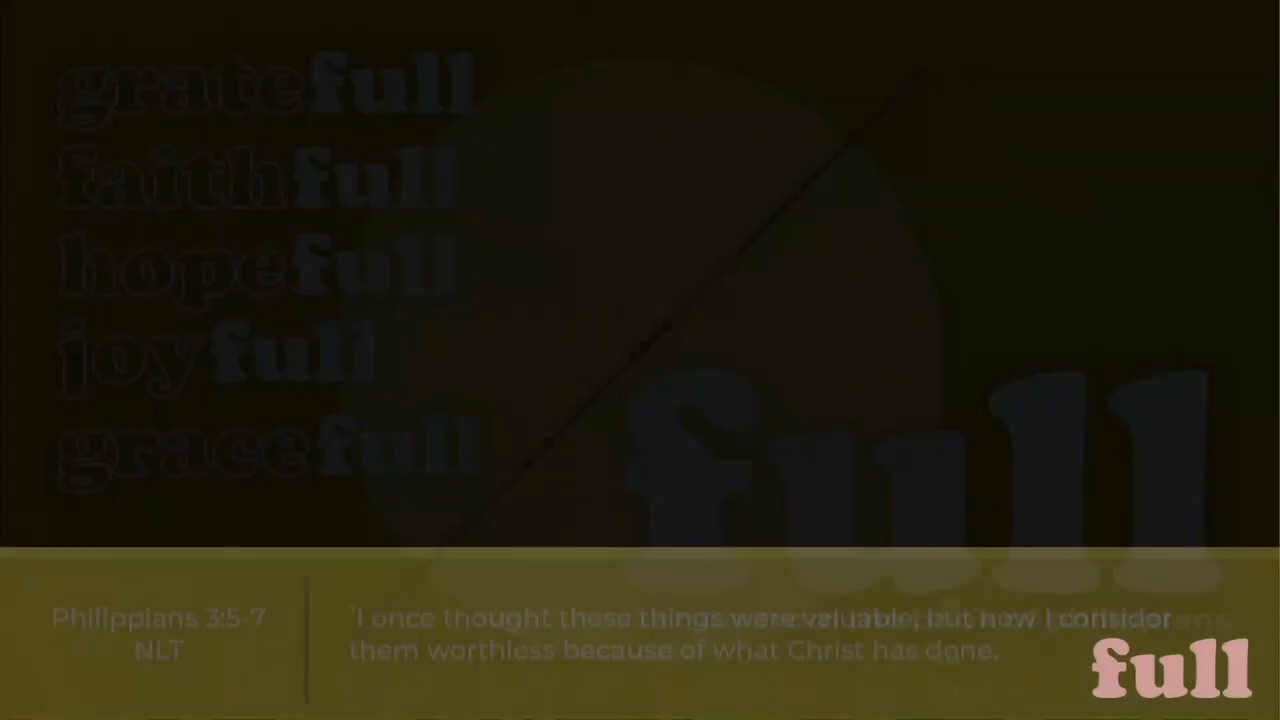 gratefull
faithfull
hopefull
joyfull
gracefull
full
Philippians 3:5-7
NLT
⁷I once thought these things were valuable, but now I consider
them worthless because of what Christ has done.
full